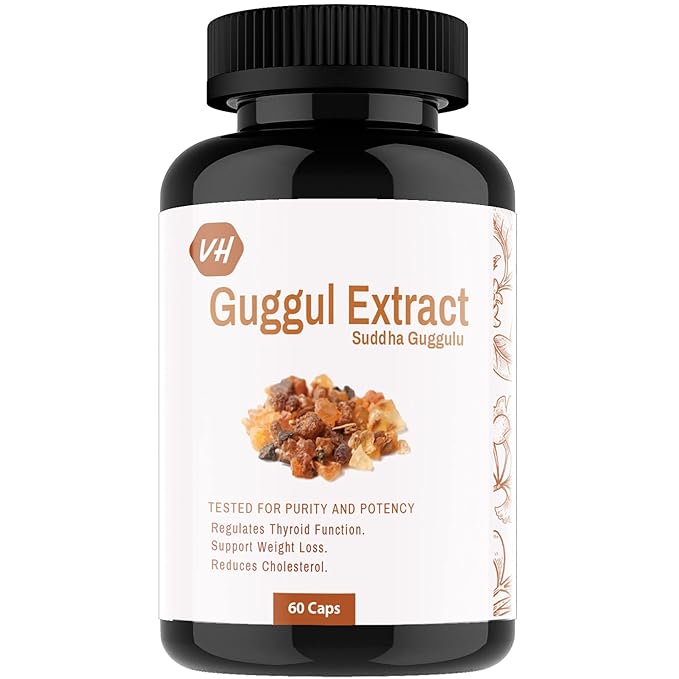 VH
Guggul Extract
Suddha Guggulu
TESTED FOR PURITY AND POTENCY
Regulates Thyroid Function.
Support Weight Loss.
Reduces Cholesterol.
60 Caps